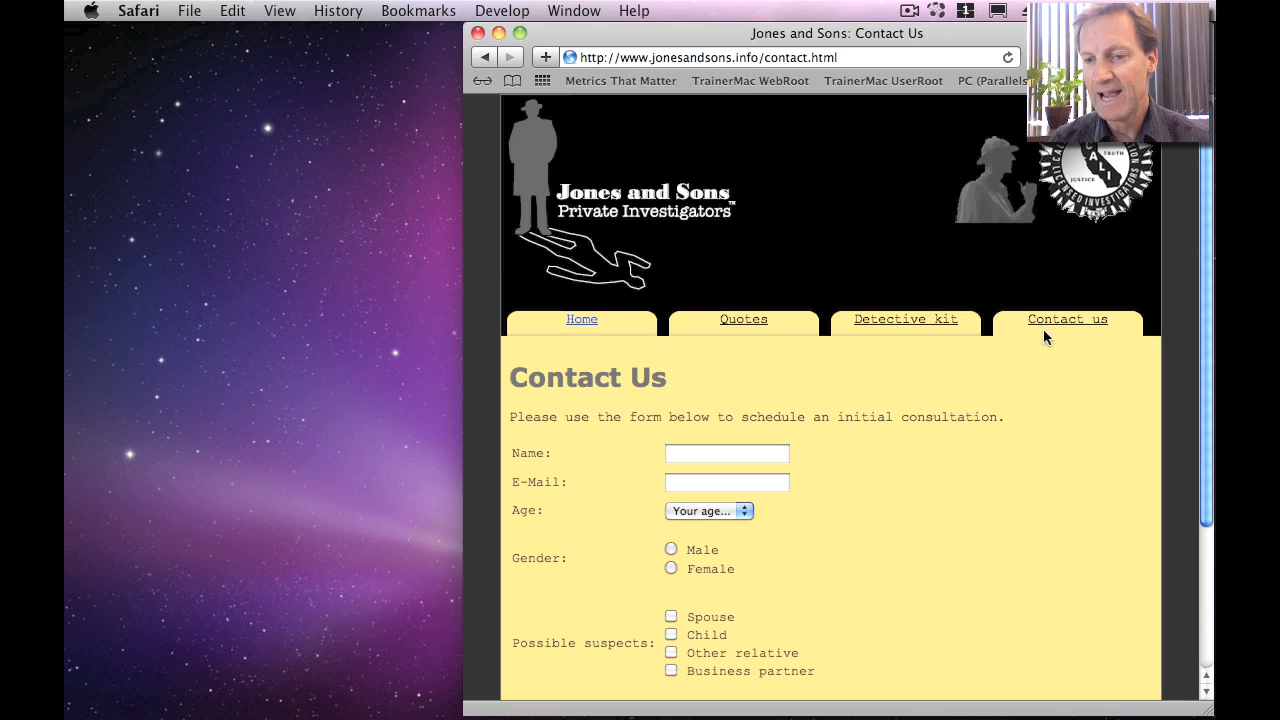 Safari File Edit View History Bookmarks Develop Window Help
Jones and Sons: Contact Us
http://www.jonesandsons.info/contact.html
Metrics That Matter TrainerMac WebRoot TrainerMac UserRoot PC (Parallels
Jones and Sons
Private Investigators™
TRUTH
CALI
JUSTICE
LICENSED INVESTIGATORS
Home Quotes Detective kit Contact us
Contact Us
Please use the form below to schedule an initial consultation.
Name:
E-Mail:
Age: Your age...
Gender:
Male
Female
Possible suspects:
Spouse
Child
Other relative
Business partner